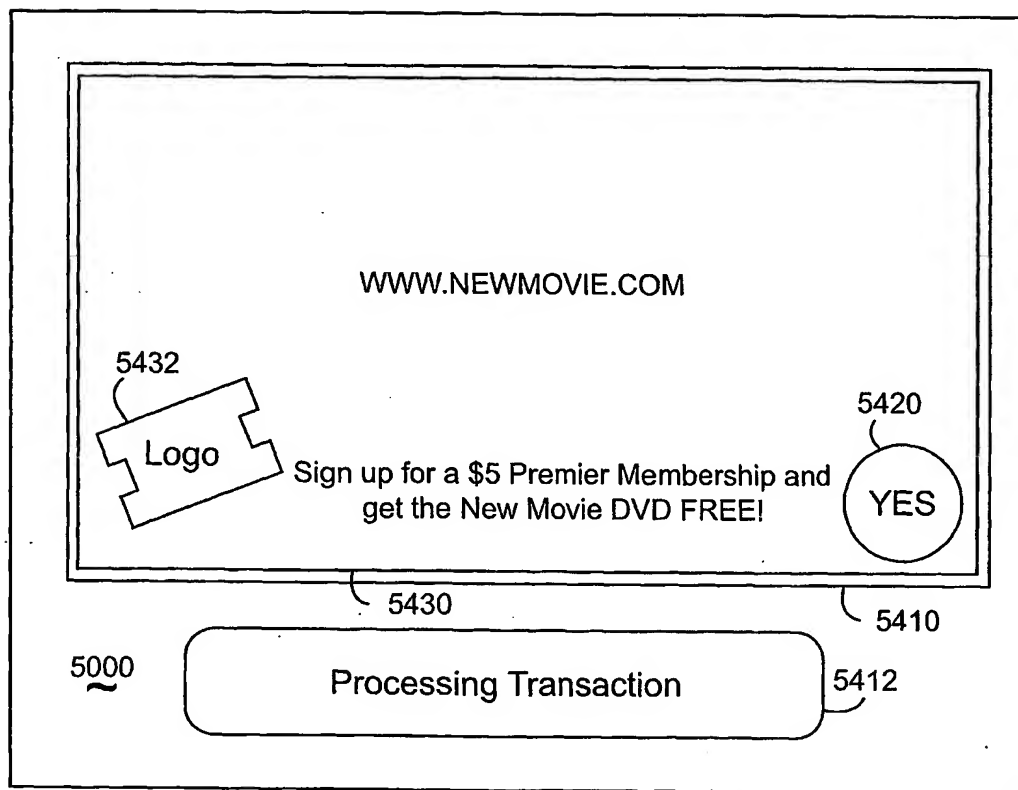 WWW.NEWMOVIE.COM
5432
5420
Logo
Sign up for a $5 Premier Membership and
get the New Movie DVD FREE!
YES
5430
5410
5000
Processing Transaction
5412